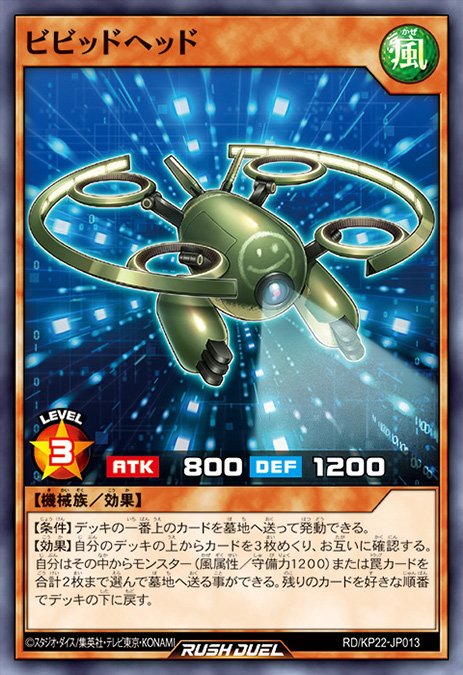 ビビッドヘッド
風
かぜ
LEVEL
3
ATK 800 DEF 1200
【機械族/効果】
【条件】デッキの一番上のカードを墓地へ送って発動できる。
【効果】自分のデッキの上からカードを3枚めくり、お互いに確認する。
自分はその中からモンスター（風属性／守備力1200）または罠カードを
合計2枚まで選んで墓地へ送る事ができる。残りのカードを好きな順番
でデッキの下に戻す。
©スタジオ・ダイス/集英社・テレビ東京・KONAMI
RUSH DUEL
RD/KP22-JP013